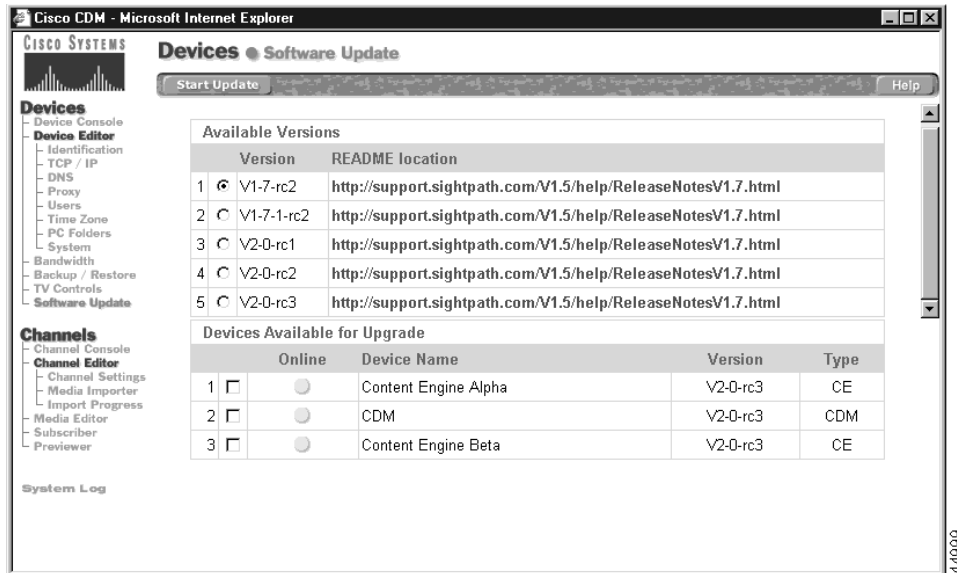 Cisco CDM - Microsoft Internet Explorer
CISCO SYSTEMS
Devices Software Update
Start Update Help
Devices
Device Console
Device Editor
Identification
TCP / IP
DNS
Proxy
Users
Time Zone
PC Folders
System
Bandwidth
Backup / Restore
TV Controls
Software Update
Channels
Channel Console
Channel Editor
Channel Settings
Media Importer
Import Progress
Media Editor
Subscriber
Previewer
System Log
Available Versions
Version README location
1 V1-7-rc2 http://support.sightpath.com/V1.5/help/ReleaseNotesV1.7.html
2 V1-7-1-rc2 http://support.sightpath.com/V1.5/help/ReleaseNotesV1.7.html
3 V2-0-rc1 http://support.sightpath.com/V1.5/help/ReleaseNotesV1.7.html
4 V2-0-rc2 http://support.sightpath.com/V1.5/help/ReleaseNotesV1.7.html
5 V2-0-rc3 http://support.sightpath.com/V1.5/help/ReleaseNotesV1.7.html
Devices Available for Upgrade
Online Device Name Version Type
1 Content Engine Alpha V2-0-rc3 CE
2 CDM V2-0-rc3 CDM
3 Content Engine Beta V2-0-rc3 CE
44999